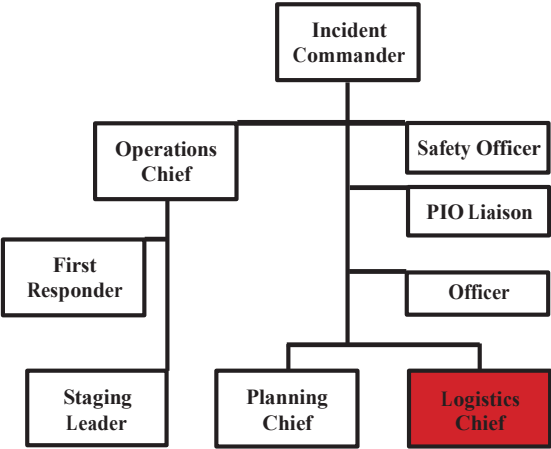 Incident
Commander
Operations
Chief
Safety Officer
PIO Liaison
First
Responder
Officer
Staging
Leader
Planning
Chief
Logistics
Chief